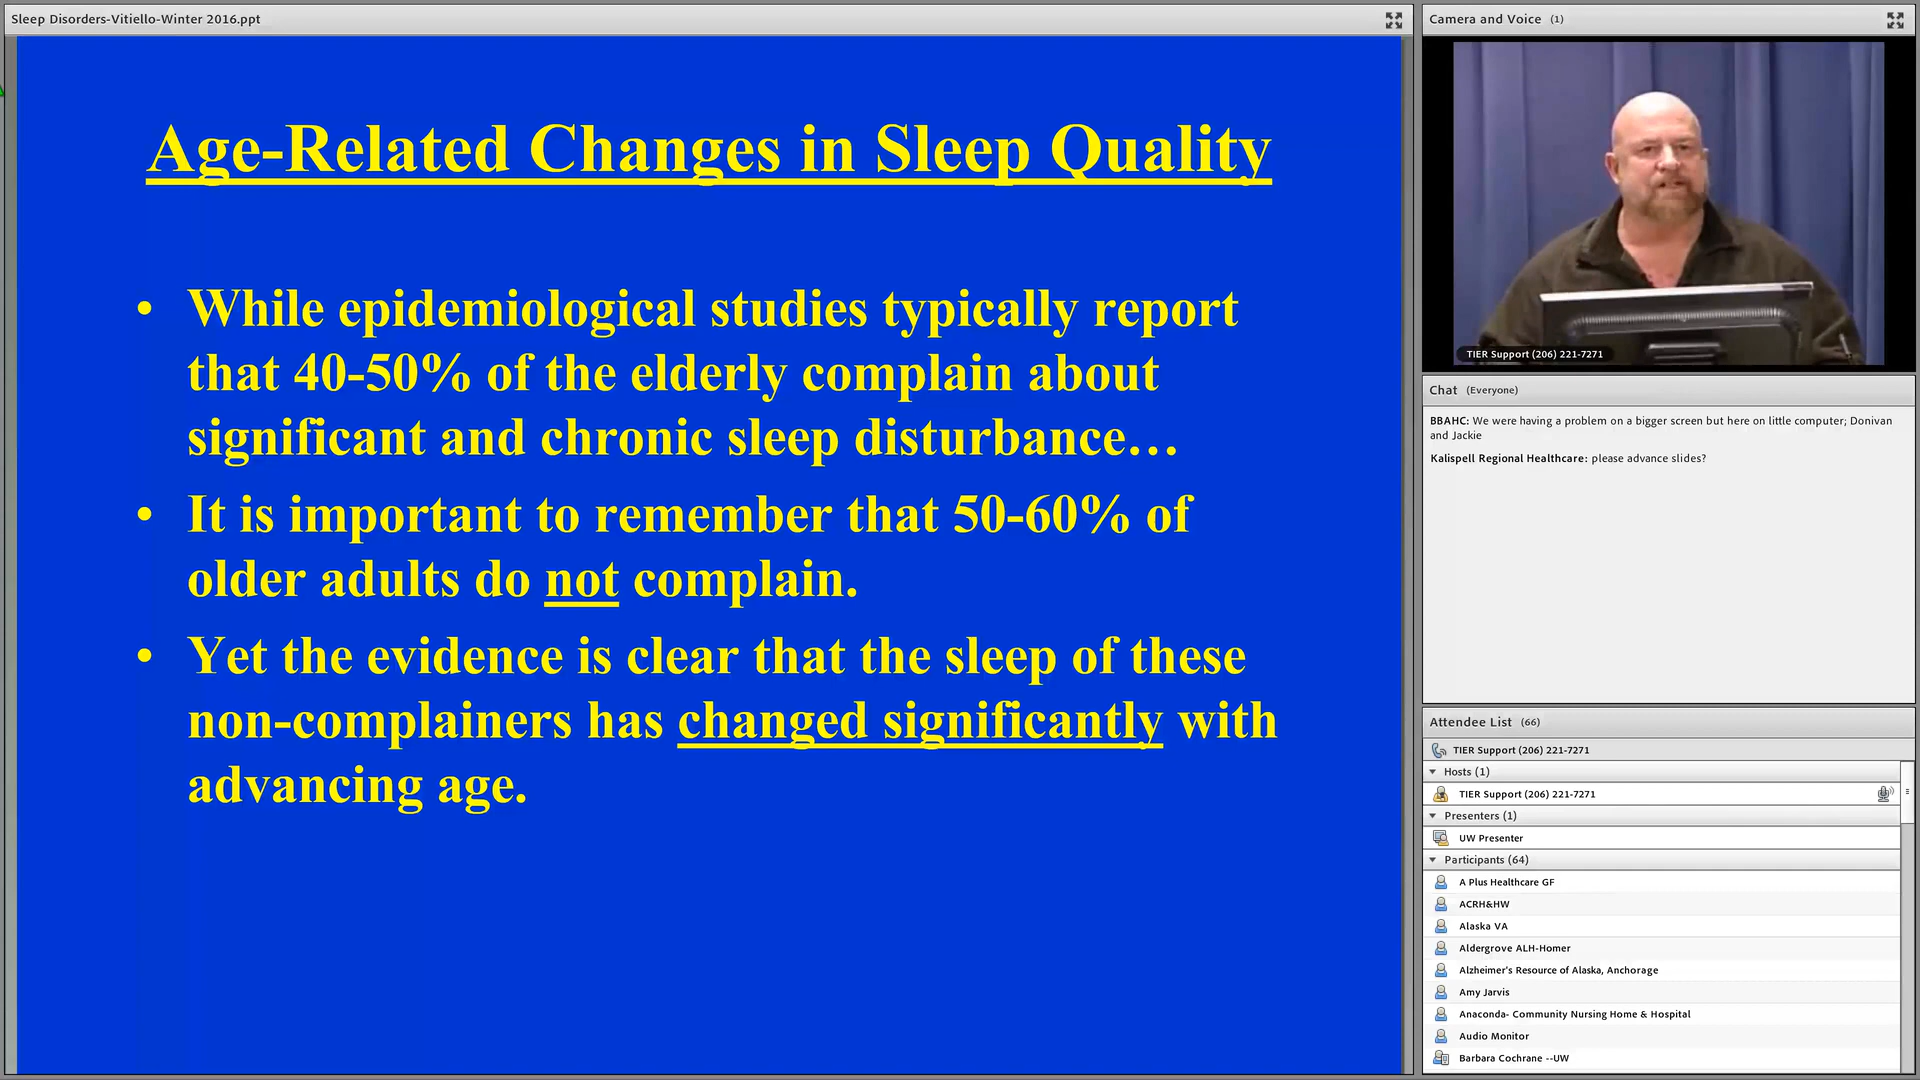 Sleep Disorders-Vitiello-Winter 2016.ppt
Age-Related Changes in Sleep Quality
• While epidemiological studies typically report
that 40-50% of the elderly complain about
significant and chronic sleep disturbance…
• It is important to remember that 50-60% of
older adults do not complain.
• Yet the evidence is clear that the sleep of these
non-complainers has changed significantly with
advancing age.
Camera and Voice (1)
TIER Support (206) 221-7271
Chat (Everyone)
BBAHC: We were having a problem on a bigger screen but here on little computer; Donivan
and Jackie
Kalispell Regional Healthcare: please advance slides?
Attendee List (66)
TIER Support (206) 221-7271
Hosts (1)
TIER Support (206) 221-7271
Presenters (1)
UW Presenter
Participants (64)
A Plus Healthcare GF
ACRH&HW
Alaska VA
Aldergrove ALH-Homer
Alzheimer's Resource of Alaska, Anchorage
Amy Jarvis
Anaconda- Community Nursing Home & Hospital
Audio Monitor
Barbara Cochrane --UW